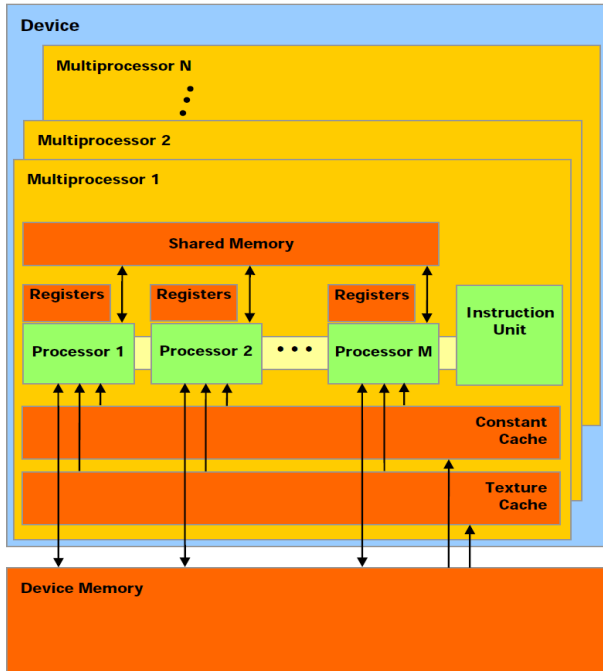 Device
Multiprocessor N
Multiprocessor 2
Multiprocessor 1
Shared Memory
Registers
Registers
Registers
Instruction
Unit
Processor 1
Processor 2
• • •
Processor M
Constant
Cache
Texture
Cache
Device Memory